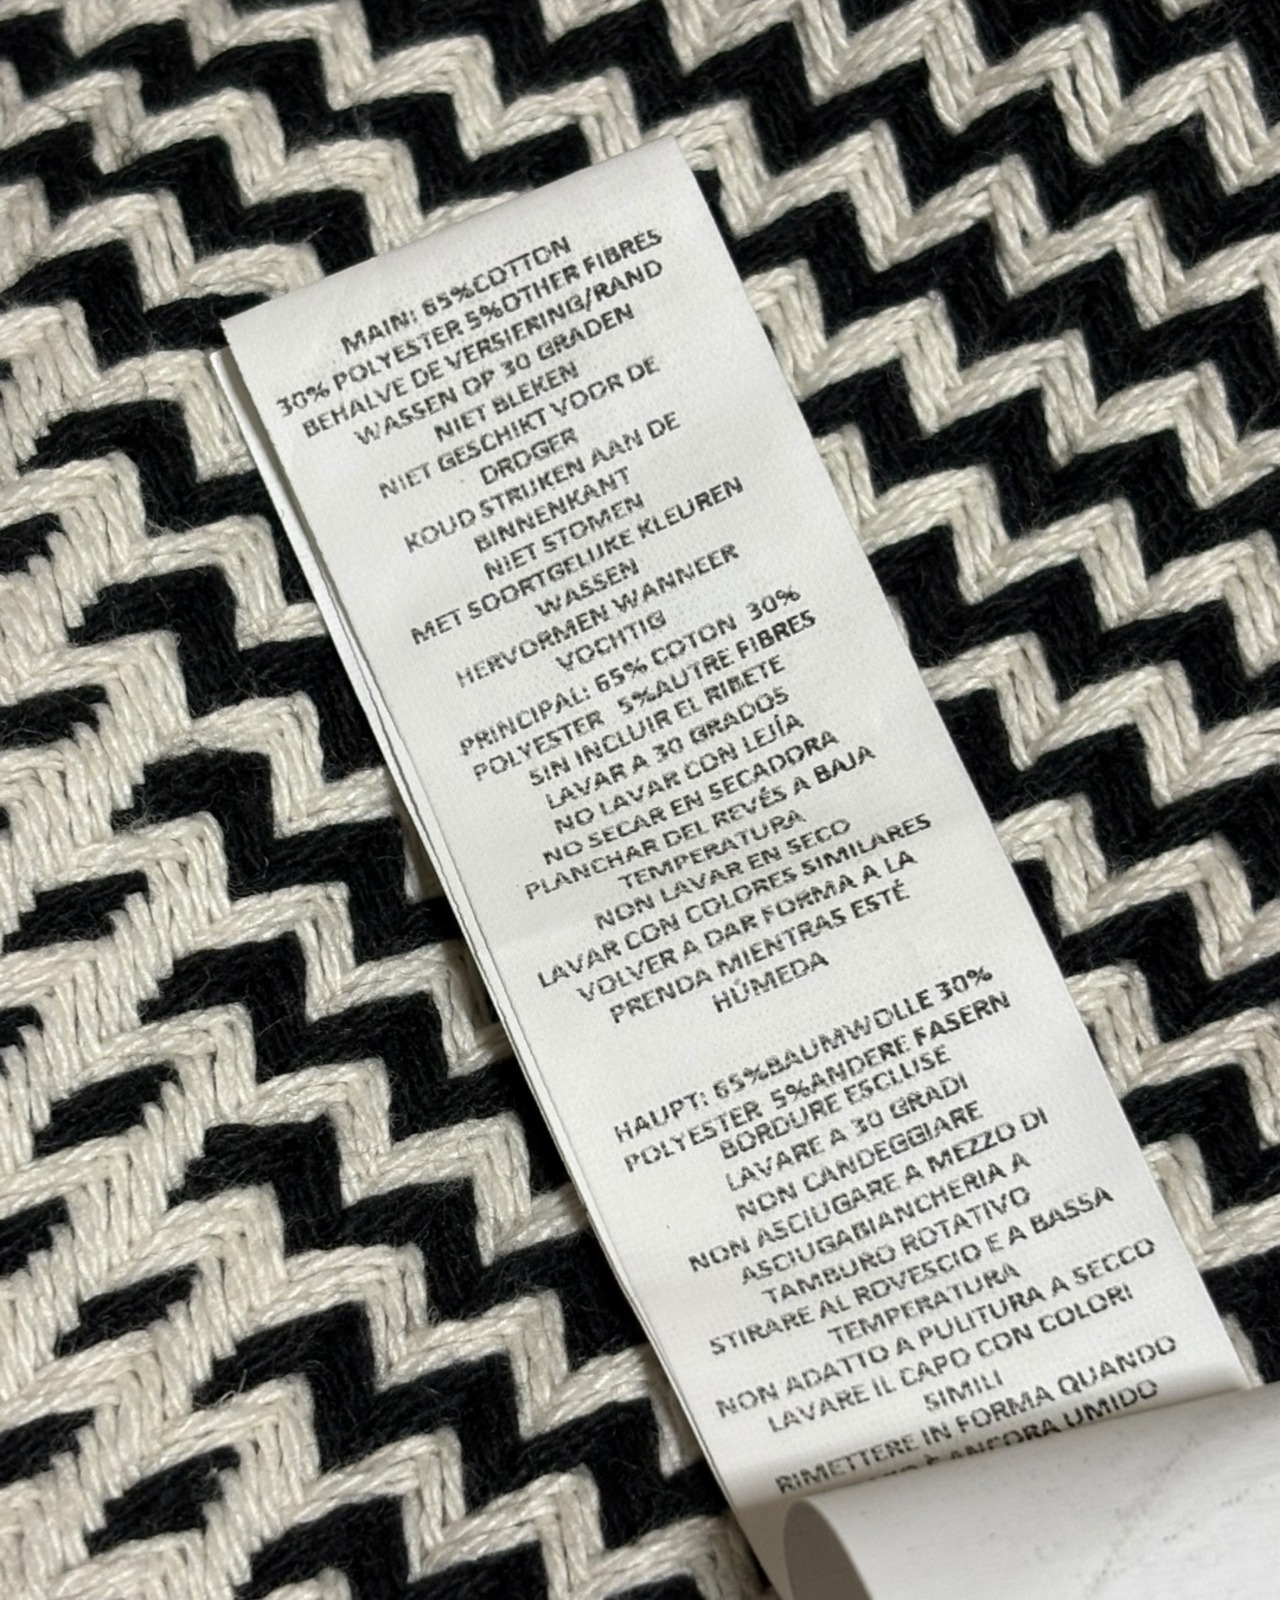 MAIN: 65%COTTON
30% POLYESTER 5%OTHER FIBRES
BEHALVE DE VERSIERING/RAND
WASSEN OP 30 GRADEN
NIET BLEKEN
NIET GESCHIKT VOOR DE
DROGER
KOUD STRIJKEN AAN DE
BINNENKANT
NIET STOMEN
MET SOORTGELIJKE KLEUREN
WASSEN
HERVORMEN WANNEER
VOCHTIG
PRINCIPAL: 65% COTON 30%
POLYESTER 5%AUTRE FIBRES
SIN INCLUIR EL RIBETE
LAVAR A 30 GRADOS
NO LAVAR CON LEJÍA
NO SECAR EN SECADORA
PLANCHAR DEL REVÉS A BAJA
TEMPERATURA
NON LAVAR EN SECO
LAVAR CON COLORES SIMILARES
VOLVER A DAR FORMA A LA
PRENDA MIENTRAS ESTÉ
HÚMEDA
HAUPT: 65%BAUMWOLLE 30%
POLYESTER 5%ANDERE FASERN
BORDURE ESCLUSE
LAVARE A 30 GRADI
NON CANDEGGIARE
NON ASCIUGARE A MEZZO DI
ASCIUGABIANCHERIA A
TAMBURO ROTATIVO
STIRARE AL ROVESCIO E A BASSA
TEMPERATURA
NON ADATTO A PULITURA A SECCO
LAVARE IL CAPO CON COLORI
SIMILI
RIMETTERE IN FORMA QUANDO
È ANCORA UMIDO